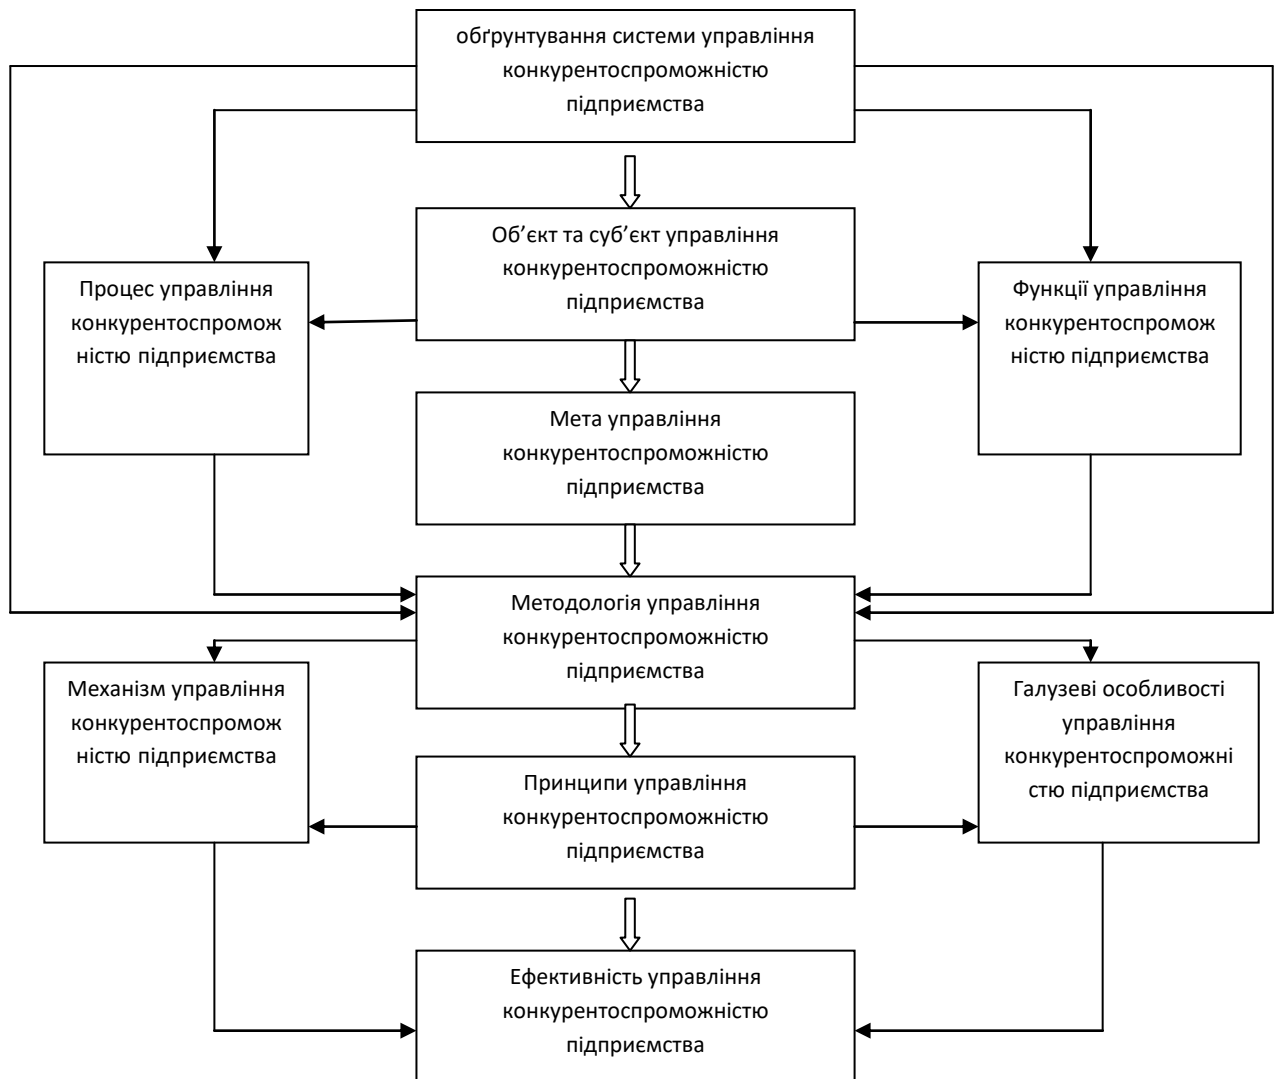 обґрунтування системи управління
конкурентоспроможністю
підприємства
Об’єкт та суб’єкт управління
конкурентоспроможністю
підприємства
Процес управління
конкурентоспромож
ністю підприємства
Функції управління
конкурентоспромож
ністю підприємства
Мета управління
конкурентоспроможністю
підприємства
Методологія управління
конкурентоспроможністю
підприємства
Механізм управління
конкурентоспромож
ністю підприємства
Галузеві особливості
управління
конкурентоспроможні
стю підприємства
Принципи управління
конкурентоспроможністю
підприємства
Ефективність управління
конкурентоспроможністю
підприємства